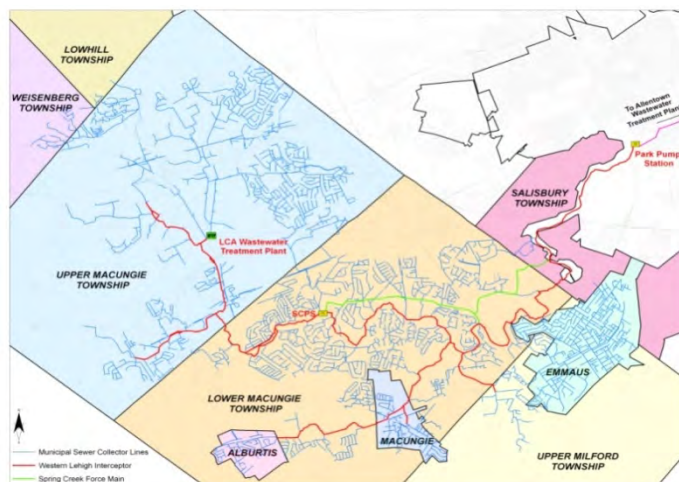 LOWHILL
TOWNSHIP
WEISENBERG
TOWNSHIP
To Allentown
Wastewater
Treatment Plant
Park Pump
Station
SALISBURY
TOWNSHIP
LCA Wastewater
Treatment Plant
UPPER MACUNGIE
TOWNSHIP
SCPS
EMMAUS
LOWER MACUNGIE
TOWNSHIP
MACUNGIE
ALBURTIS
UPPER MILFORD
TOWNSHIP
Municipal Sewer Collector Lines
Western Lehigh Interceptor
Spring Creek Force Main